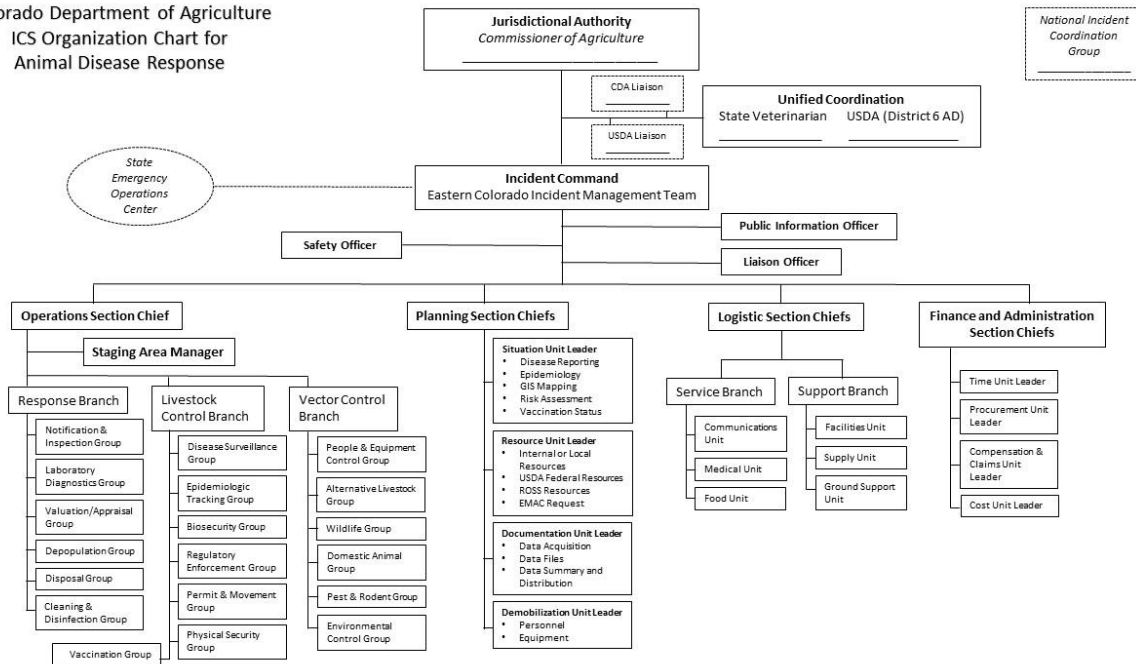 orado Department of Agriculture
ICS Organization Chart for
Animal Disease Response
Jurisdictional Authority
Commissioner of Agriculture
National Incident
Coordination
Group
CDA Liaison
USDA Liaison
Unified Coordination
State Veterinarian USDA (District 6 AD)
State
Emergency
Operations
Center
Incident Command
Eastern Colorado Incident Management Team
Public Information Officer
Safety Officer
Liaison Officer
Operations Section Chief
Planning Section Chiefs
Logistic Section Chiefs
Finance and Administration
Section Chiefs
Staging Area Manager
Response Branch
Notification &
Inspection Group
Laboratory
Diagnostics Group
Valuation/Appraisal
Group
Depopulation Group
Disposal Group
Cleaning &
Disinfection Group
Livestock
Control Branch
Disease Surveillance
Group
Epidemiologic
Tracking Group
Biosecurity Group
Regulatory
Enforcement Group
Permit & Movement
Group
Physical Security
Group
Vaccination Group
Vector Control
Branch
People & Equipment
Control Group
Alternative Livestock
Group
Wildlife Group
Domestic Animal
Group
Pest & Rodent Group
Environmental
Control Group
Situation Unit Leader
• Disease Reporting
• Epidemiology
• GIS Mapping
• Risk Assessment
• Vaccination Status
Resource Unit Leader
• Internal or Local
Resources
• USDA Federal Resources
• ROSS Resources
• EMAC Request
Documentation Unit Leader
• Data Acquisition
• Data Files
• Data Summary and
Distribution
Demobilization Unit Leader
• Personnel
• Equipment
Service Branch
Communications
Unit
Medical Unit
Food Unit
Support Branch
Facilities Unit
Supply Unit
Ground Support
Unit
Time Unit Leader
Procurement Unit
Leader
Compensation &
Claims Unit
Leader
Cost Unit Leader